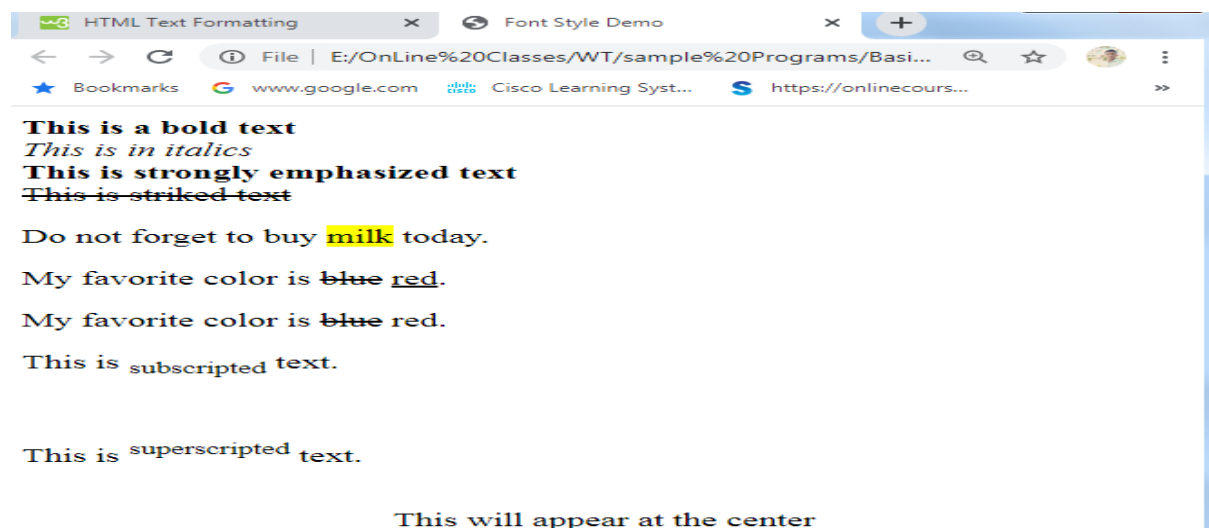 HTML Text Formatting × Font Style Demo × +
File | E:/OnLine%20Classes/WT/sample%20Programs/Basi...
Bookmarks www.google.com Cisco Learning Syst... https://onlinecours... »
This is a bold text
This is in italics
This is strongly emphasized text
This is striked text
Do not forget to buy milk today.
My favorite color is blue red.
My favorite color is blue red.
This is subscripted text.
This is superscripted text.
This will appear at the center